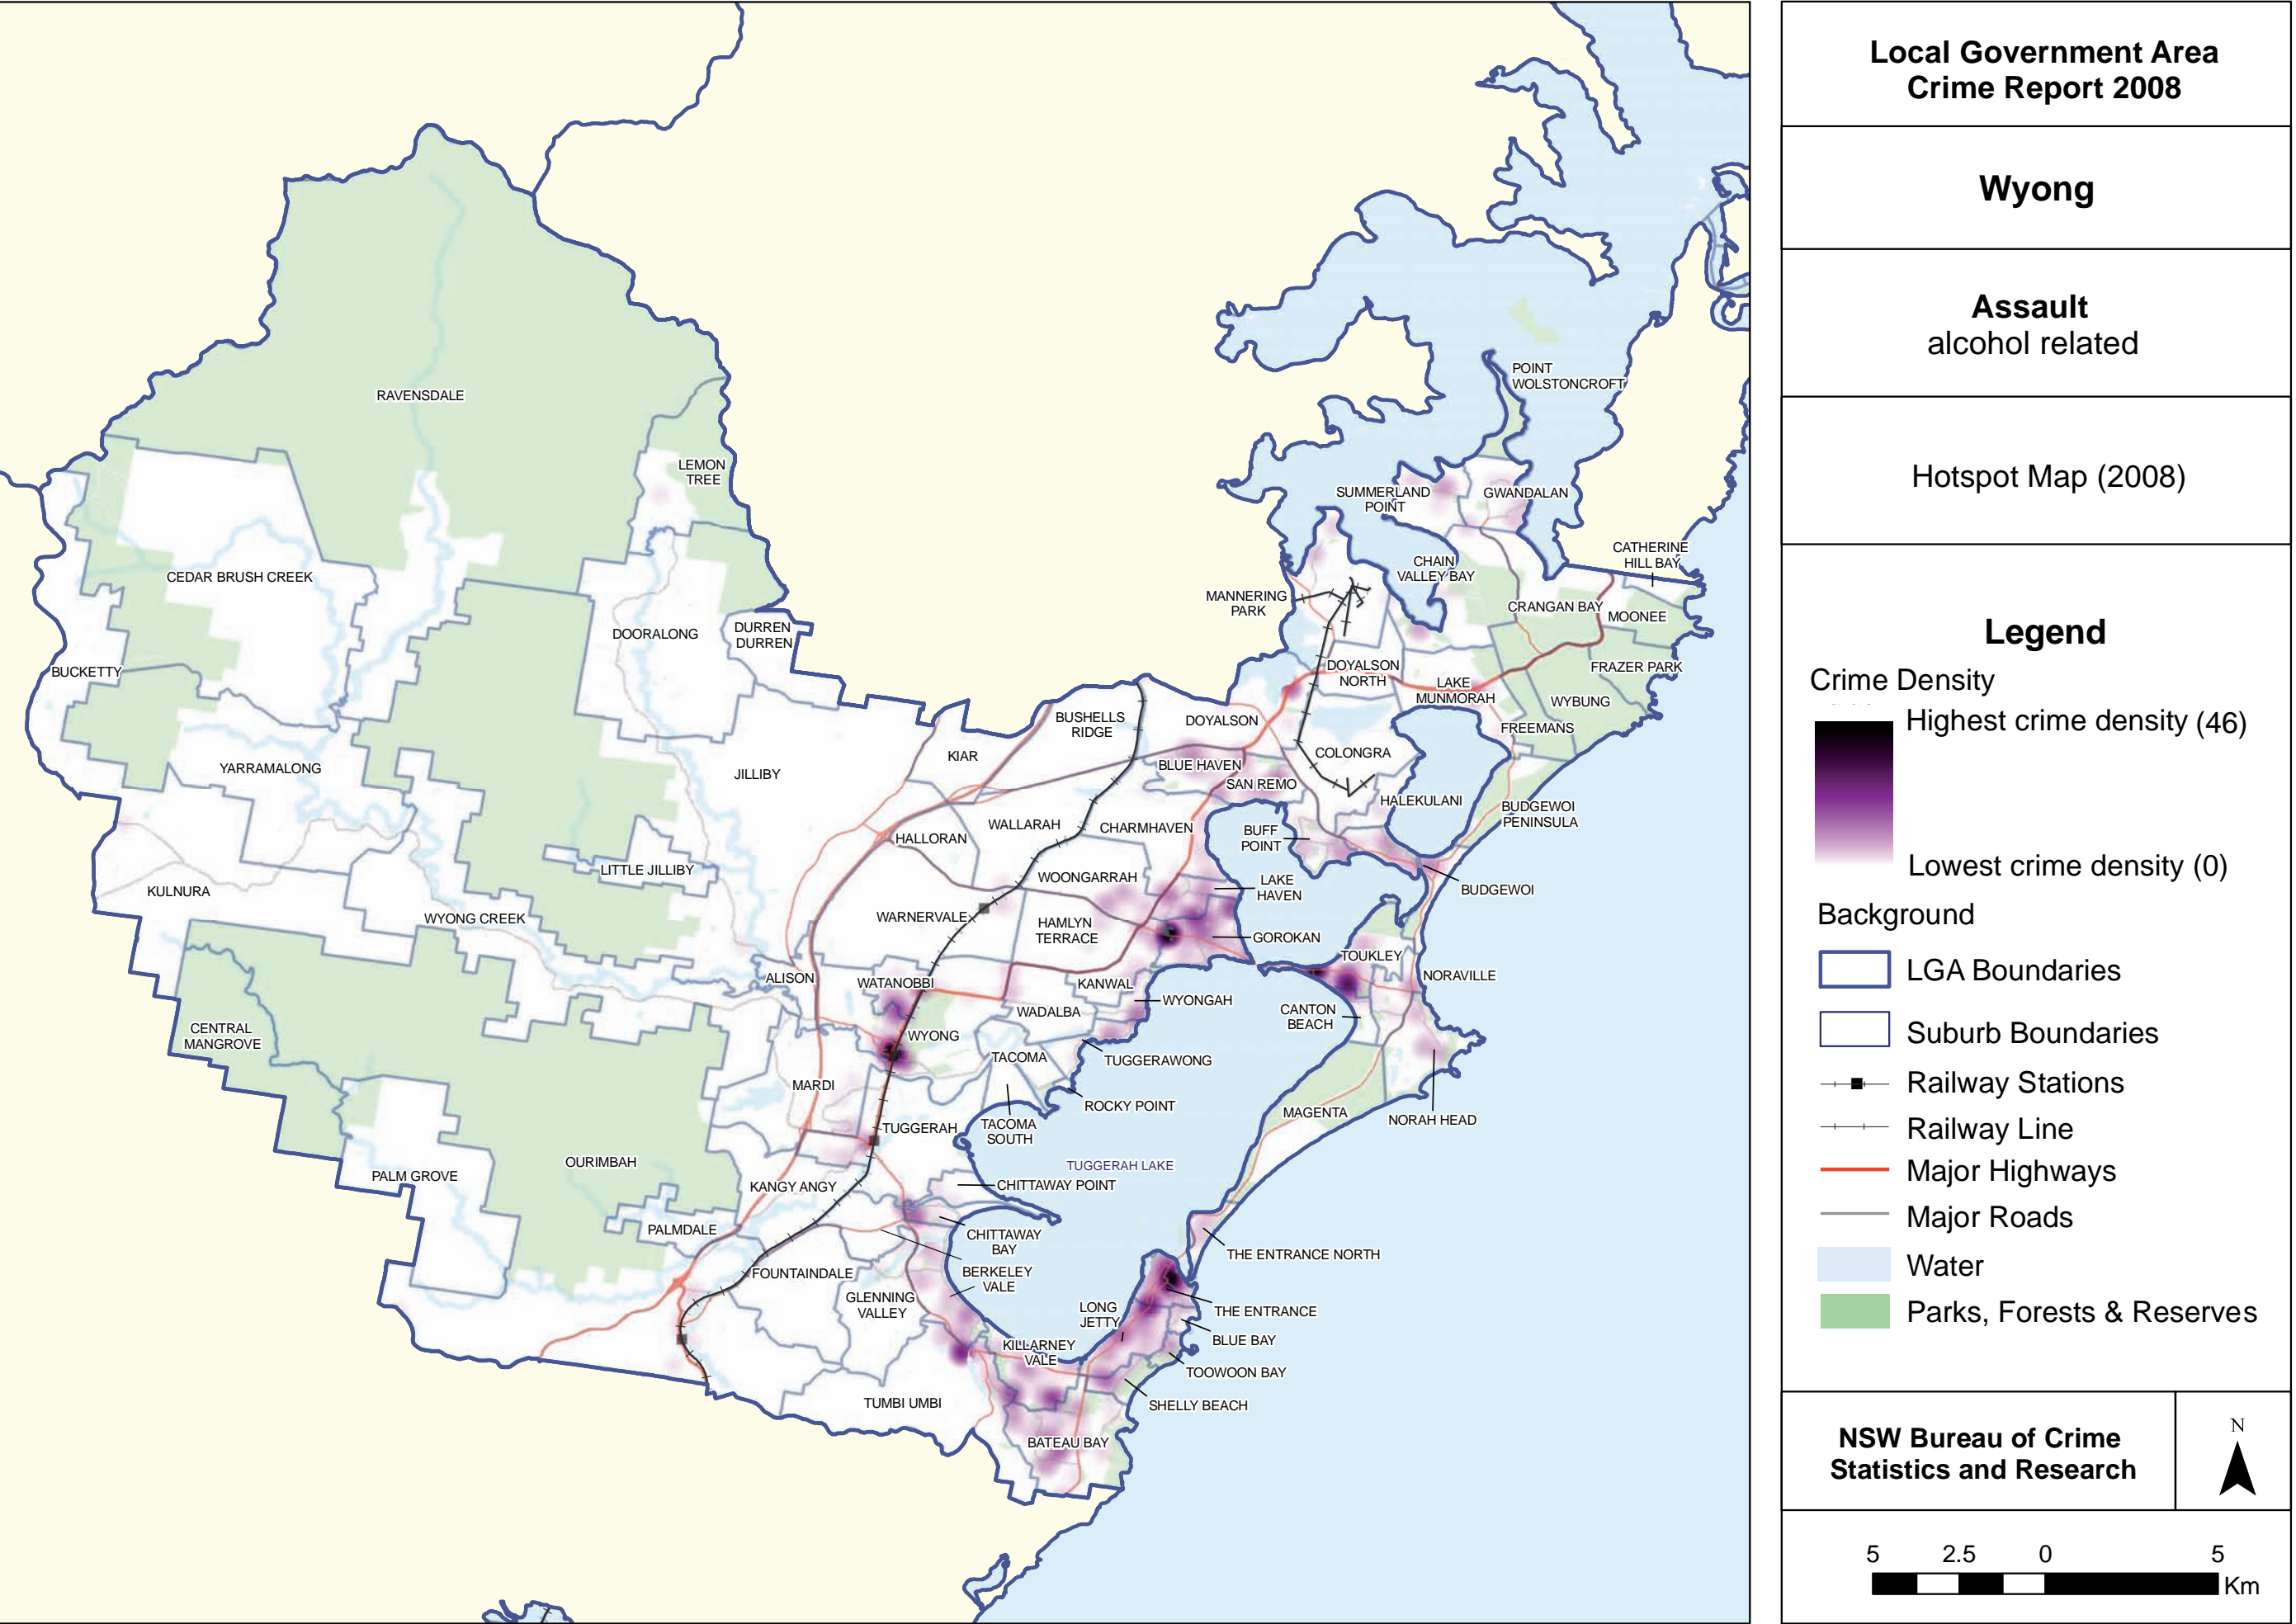 Local Government Area
Crime Report 2008
Wyong
Assault
alcohol related
Hotspot Map (2008)
Legend
Crime Density
Highest crime density (46)
Lowest crime density (0)
Background
LGA Boundaries
Suburb Boundaries
Railway Stations
Railway Line
Major Highways
Major Roads
Water
Parks, Forests & Reserves
NSW Bureau of Crime
Statistics and Research
N
5 2.5 0 5
Km
POINT
WOLSTONCROFT
RAVENSDALE
LEMON
TREE
SUMMERLAND
POINT
GWANDALAN
CATHERINE
HILL BAY
CHAIN
VALLEY BAY
CEDAR BRUSH CREEK
MANNERING
PARK
CRANGAN BAY
MOONEE
DOORALONG
DURREN
DURREN
BUCKETTY
DOYALSON
NORTH
FRAZER PARK
LAKE
MUNMORAH
WYBUNG
BUSHELLS
RIDGE
DOYALSON
FREEMANS
KIAR
COLONGRA
YARRAMALONG
JILLIBY
BLUE HAVEN
SAN REMO
HALEKULANI
BUDGEWOI
PENINSULA
HALLORAN
WALLARAH
CHARMHAVEN
BUFF
POINT
LITTLE JILLIBY
WOONGARRAH
LAKE
HAVEN
BUDGEWOI
KULNURA
WYONG CREEK
WARNERVALE
HAMLYN
TERRACE
GOROKAN
TOUKLEY
NORAVILLE
ALISON
WATANOBBI
KANWAL
WYONGAH
WADALBA
CANTON
BEACH
CENTRAL
MANGROVE
WYONG
TACOMA
TUGGERAWONG
MARDI
ROCKY POINT
MAGENTA
NORAH HEAD
TUGGERAH
TACOMA
SOUTH
OURIMBAH
TUGGERAH LAKE
PALM GROVE
KANGY ANGY
CHITTAWAY POINT
PALMDALE
CHITTAWAY
BAY
THE ENTRANCE NORTH
FOUNTAINDALE
BERKELEY
VALE
GLENNING
VALLEY
LONG
JETTY
THE ENTRANCE
BLUE BAY
KILLARNEY
VALE
TOOWOON BAY
TUMBI UMBI
SHELLY BEACH
BATEAU BAY